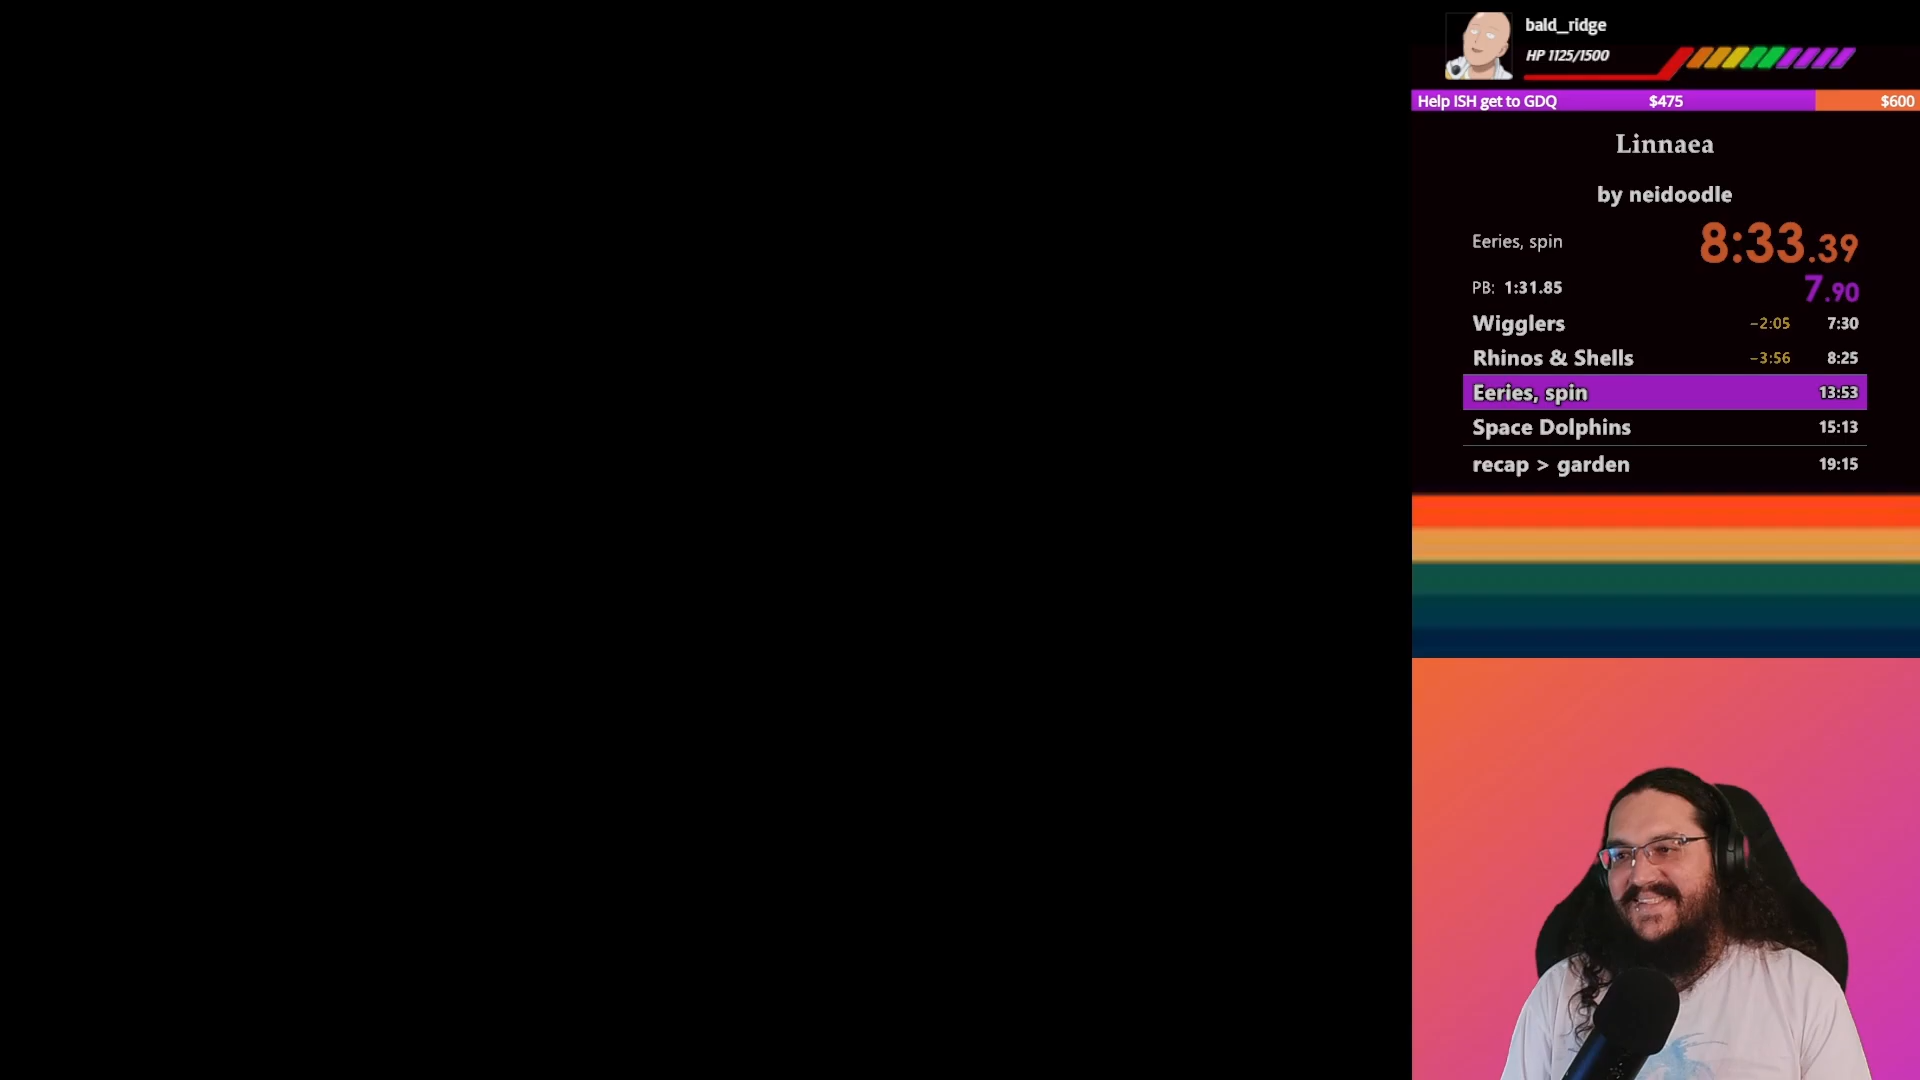 bald_ridge
HP 1125/1500
Help ISH get to GDQ $475 $600
Linnaea
by neidoodle
Eeries, spin 8:33.39
PB: 1:31.85 7.90
Wigglers −2:05 7:30
Rhinos & Shells −3:56 8:25
Eeries, spin 13:53
Space Dolphins 15:13
recap > garden 19:15